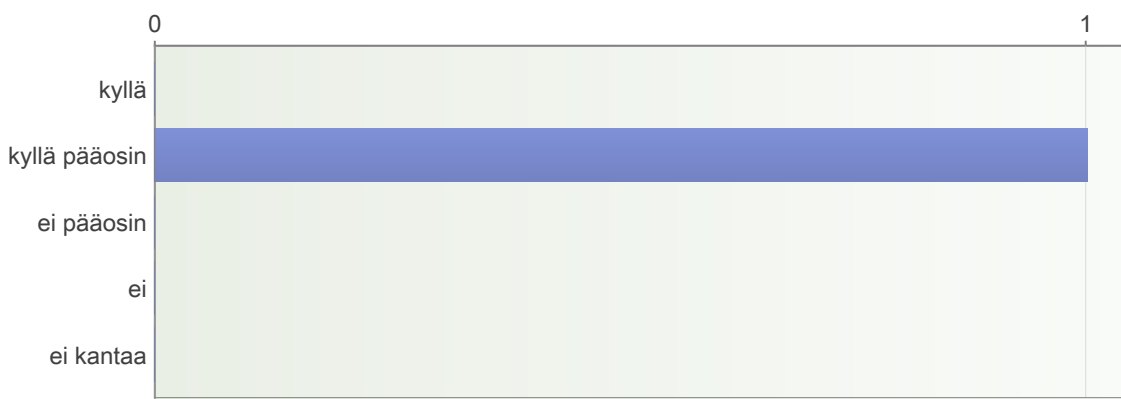 0 1
kyllä
kyllä pääosin
ei pääosin
ei
ei kantaa